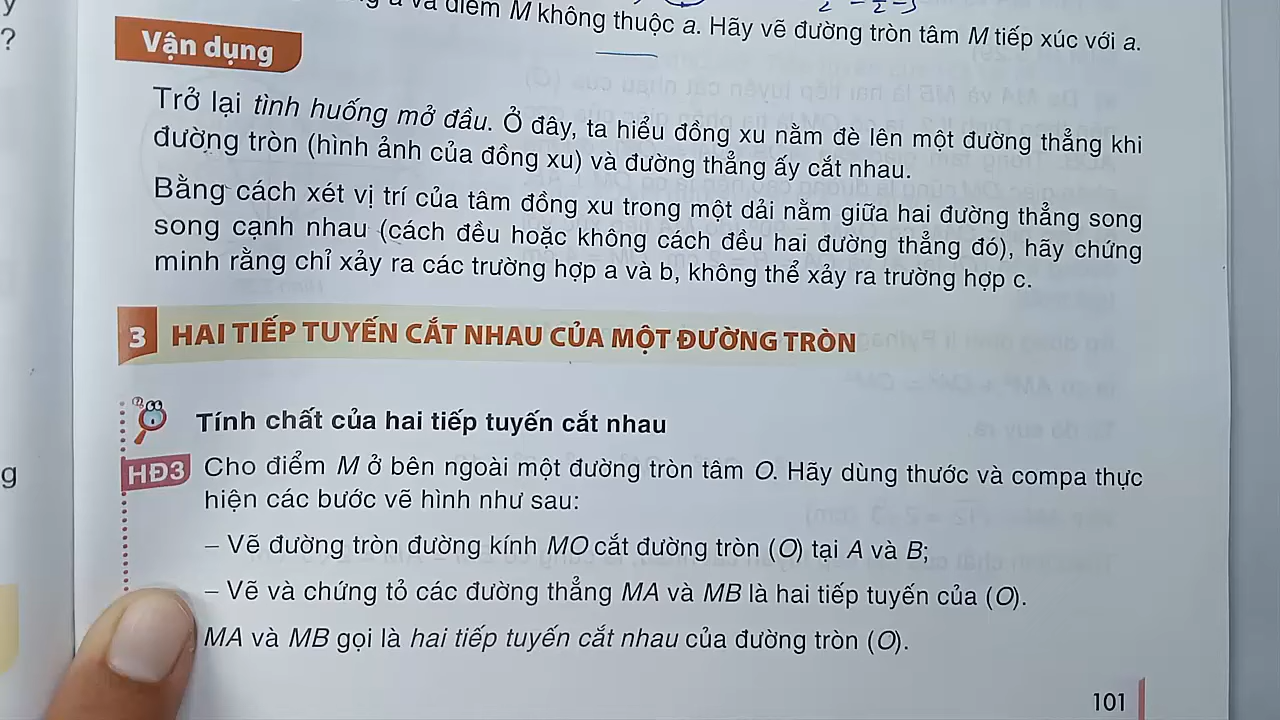 và điểm M không thuộc a. Hãy vẽ đường tròn tâm M tiếp xúc với a.
Vận dụng
Trở lại tình huống mở đầu. Ở đây, ta hiểu đồng xu nằm đè lên một đường thẳng khi
đường tròn (hình ảnh của đồng xu) và đường thẳng ấy cắt nhau.
Bằng cách xét vị trí của tâm đồng xu trong một dải nằm giữa hai đường thẳng song
song cạnh nhau (cách đều hoặc không cách đều hai đường thẳng đó), hãy chứng
minh rằng chỉ xảy ra các trường hợp a và b, không thể xảy ra trường hợp c.
3 HAI TIẾP TUYẾN CẮT NHAU CỦA MỘT ĐƯỜNG TRÒN
Tính chất của hai tiếp tuyến cắt nhau
HĐ3 Cho điểm M ở bên ngoài một đường tròn tâm O. Hãy dùng thước và compa thực
hiện các bước vẽ hình như sau:
– Vẽ đường tròn đường kính MO cắt đường tròn (O) tại A và B;
– Vẽ và chứng tỏ các đường thẳng MA và MB là hai tiếp tuyến của (O).
MA và MB gọi là hai tiếp tuyến cắt nhau của đường tròn (O).
101